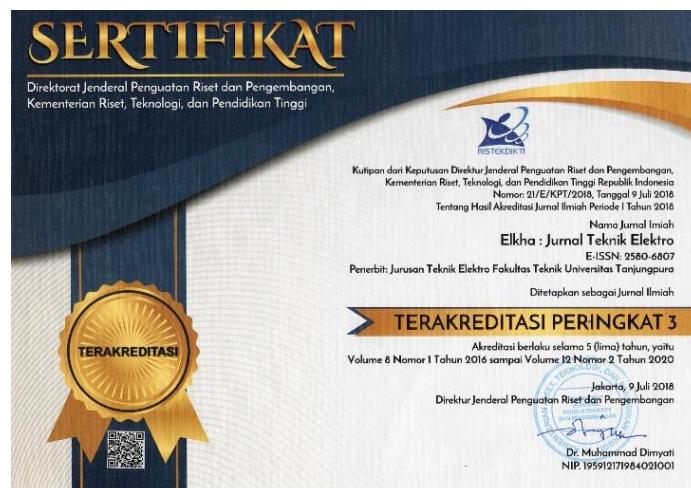 SERTIFIKAT
Direktorat Jenderal Penguatan Riset dan Pengembangan,
Kementerian Riset, Teknologi, dan Pendidikan Tinggi
RISTEKDIKTI
Kutipan dari Keputusan Direktur Jenderal Penguatan Riset dan Pengembangan,
Kementerian Riset, Teknologi, dan Pendidikan Tinggi Republik Indonesia
Nomor: 21/E/KPT/2018, Tanggal 9 Juli 2018
Tentang Hasil Akreditasi Jurnal Ilmiah Periode I Tahun 2018
Nama Jurnal Imiah
Elkha : Jurnal Teknik Elektro
E-ISSN: 2580-6807
Penerbit: Jurusan Teknik Elektro Fakultas Teknik Universitas Tanjungpura
Ditetapkan sebagai Jurnal Ilmiah
TERAKREDITASI PERINGKAT 3
TERAKREDITASI
Akreditasi berlaku selama 5 (lima) tahun, yaitu
Volume 8 Nomor 1 Tahun 2016 sampai Volume 12 Nomor 2 Tahun 2020
Jakarta, 9 Juli 2018
Direktur Jenderal Penguatan Riset dan Pengembangan
Dr. Muhammad Dimyati
NIP. 195912171984021001